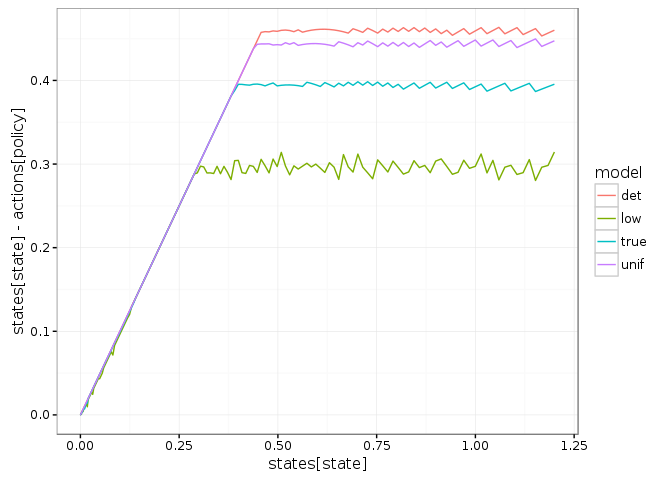 states[state] - actions[policy]
0.4
0.3
0.2
0.1
0.0
0.00 0.25 0.50 0.75 1.00 1.25
states[state]
model
det
low
true
unif